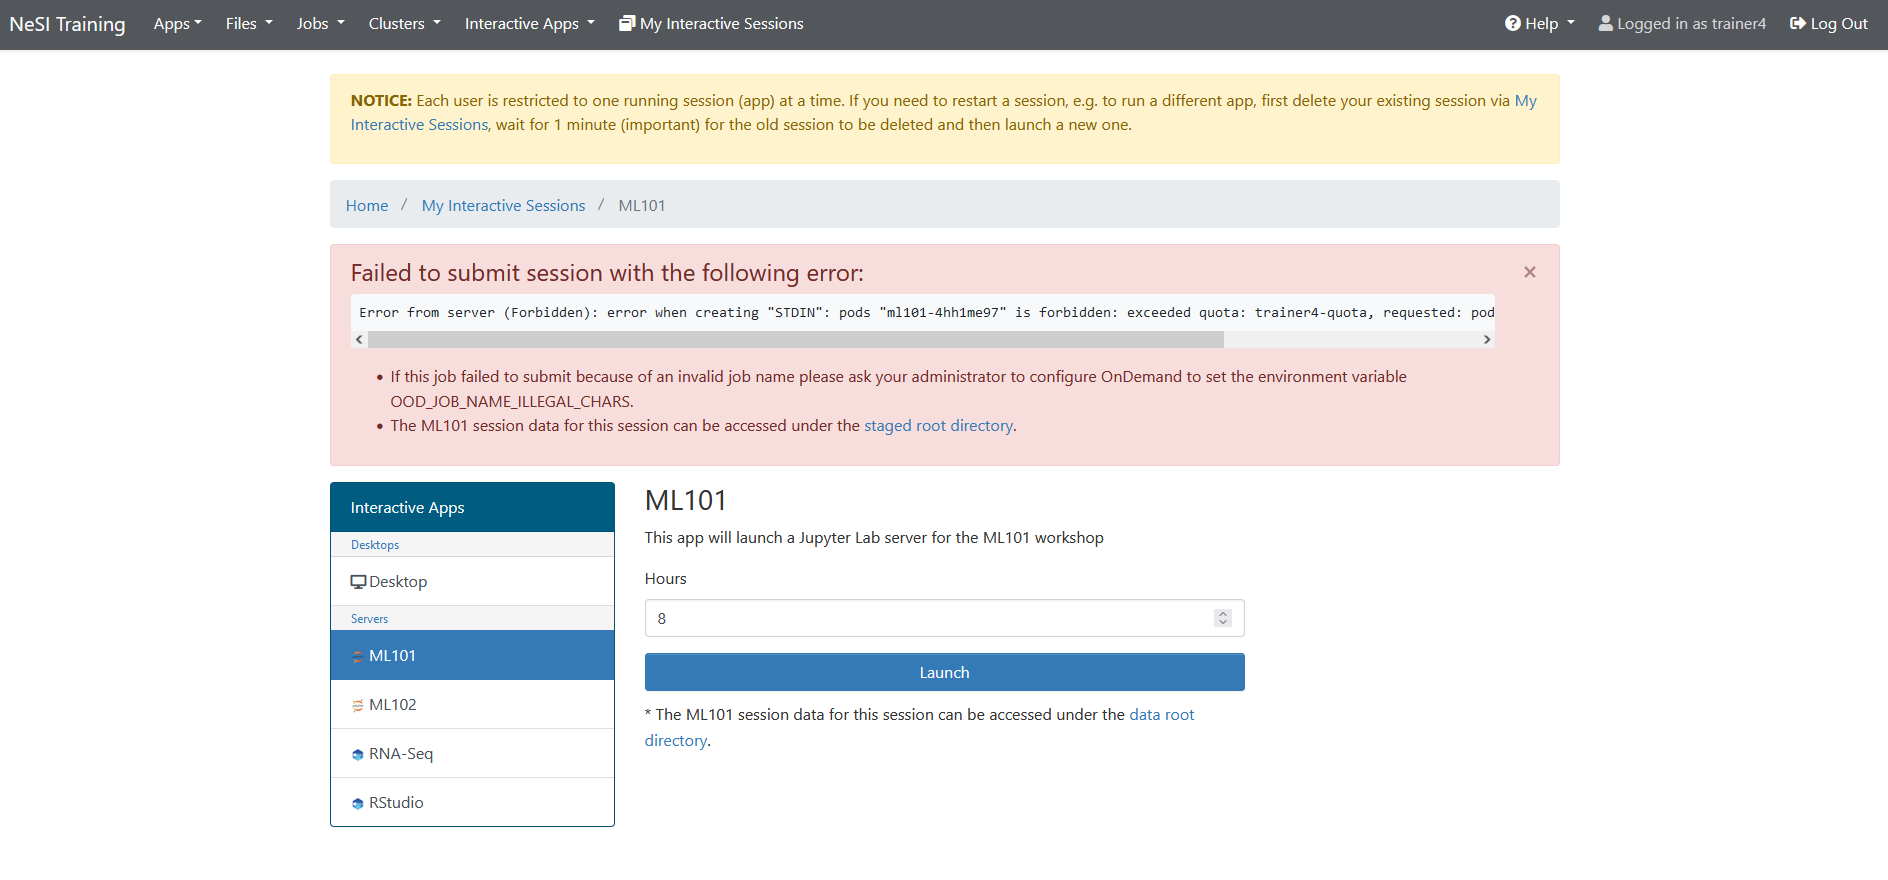 NeSI Training Apps Files Jobs Clusters Interactive Apps My Interactive Sessions Help Logged in as trainer4 Log Out
NOTICE: Each user is restricted to one running session (app) at a time. If you need to restart a session, e.g. to run a different app, first delete your existing session via My
Interactive Sessions, wait for 1 minute (important) for the old session to be deleted and then launch a new one.
Home / My Interactive Sessions / ML101
Failed to submit session with the following error:
Error from server (Forbidden): error when creating "STDIN": pods "ml101-4hh1me97" is forbidden: exceeded quota: trainer4-quota, requested: pod
• If this job failed to submit because of an invalid job name please ask your administrator to configure OnDemand to set the environment variable
OOD_JOB_NAME_ILLEGAL_CHARS.
• The ML101 session data for this session can be accessed under the staged root directory.
Interactive Apps
Desktops
Desktop
Servers
ML101
ML102
RNA-Seq
RStudio
ML101
This app will launch a Jupyter Lab server for the ML101 workshop
Hours
8
Launch
* The ML101 session data for this session can be accessed under the data root
directory.